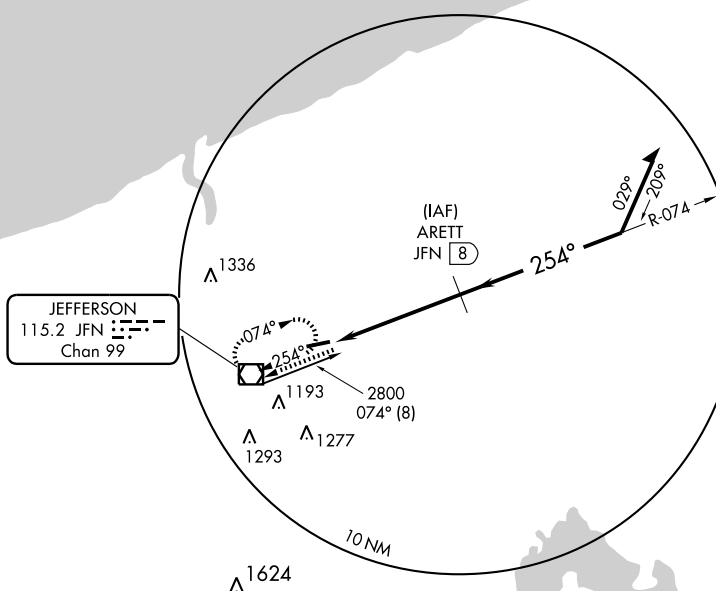 029°
209°
R-074
(IAF)
ARETT
JFN 8
254°
1336
JEFFERSON
115.2 JFN
Chan 99
074°
254°
1193
2800
074° (8)
1293
1277
10 NM
1624